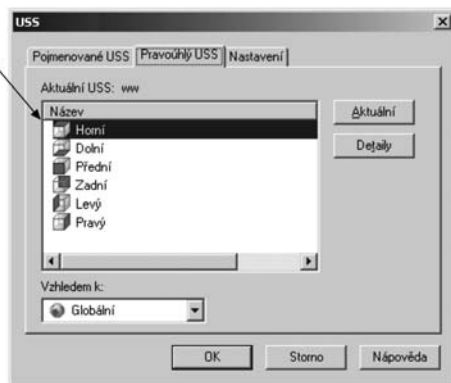 USS
Pojmenované USS Pravoúhlý USS Nastavení
Aktuální USS: ww
Název
Horní
Dolní
Přední
Zadní
Levý
Pravý
Aktuální
Detaily
Vzhledem k:
Globální
OK Storno Nápověda